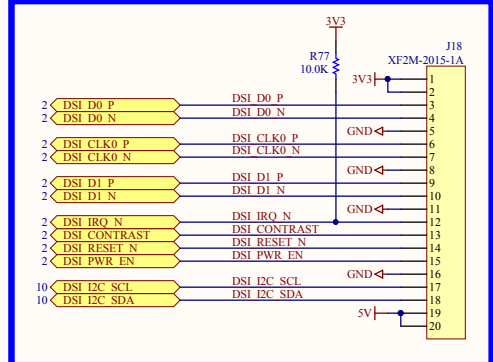 3V3
J18
R77 XF2M-2015-1A
10.0K 3V3 1
2
2 DSI_D0_P DSI_D0_P 3
2 DSI_D0_N DSI_D0_N 4
GND 5
2 DSI_CLK0_P DSI_CLK0_P 6
2 DSI_CLK0_N DSI_CLK0_N 7
GND 8
2 DSI_D1_P DSI_D1_P 9
2 DSI_D1_N DSI_D1_N 10
GND 11
2 DSI_IRQ_N DSI_IRQ_N 12
2 DSI_CONTRAST DSI_CONTRAST 13
2 DSI_RESET_N DSI_RESET_N 14
2 DSI_PWR_EN DSI_PWR_EN 15
GND 16
10 DSI_I2C_SCL DSI_I2C_SCL 17
10 DSI_I2C_SDA DSI_I2C_SDA 18
5V 19
20